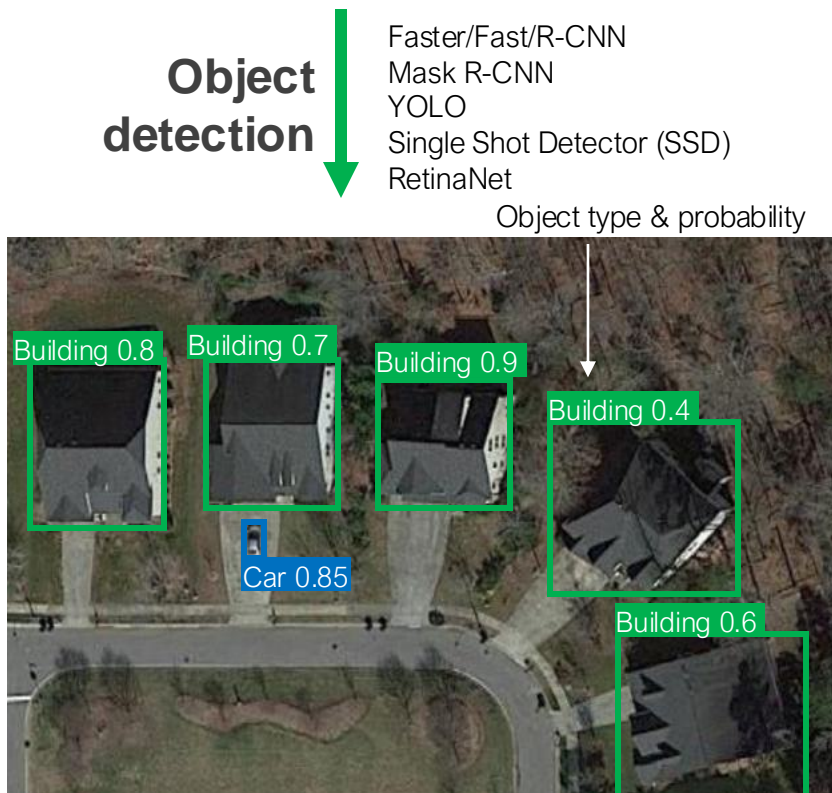 Object
detection
Faster/Fast/R-CNN
Mask R-CNN
YOLO
Single Shot Detector (SSD)
RetinaNet
Object type & probability
Building 0.8
Building 0.7
Building 0.9
Building 0.4
Car 0.85
Building 0.6